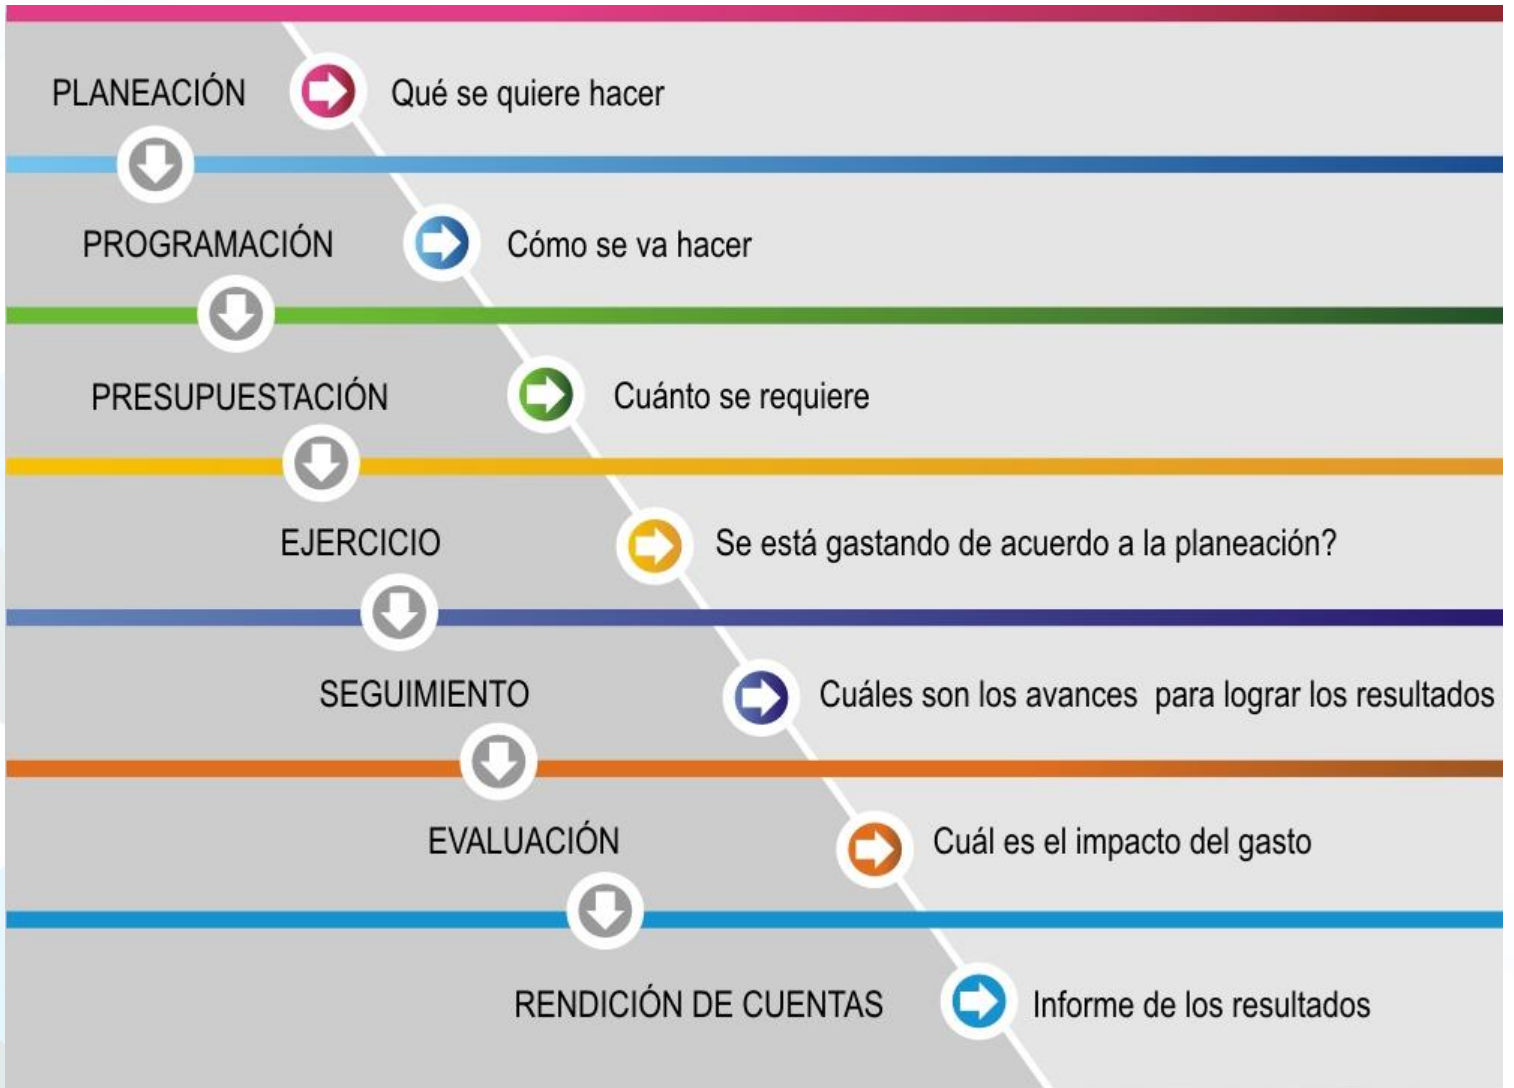 PLANEACIÓN
Qué se quiere hacer
PROGRAMACIÓN
Cómo se va hacer
PRESUPUESTACIÓN
Cuánto se requiere
EJERCICIO
Se está gastando de acuerdo a la planeación?
SEGUIMIENTO
Cuáles son los avances para lograr los resultados
EVALUACIÓN
Cuál es el impacto del gasto
RENDICIÓN DE CUENTAS
Informe de los resultados